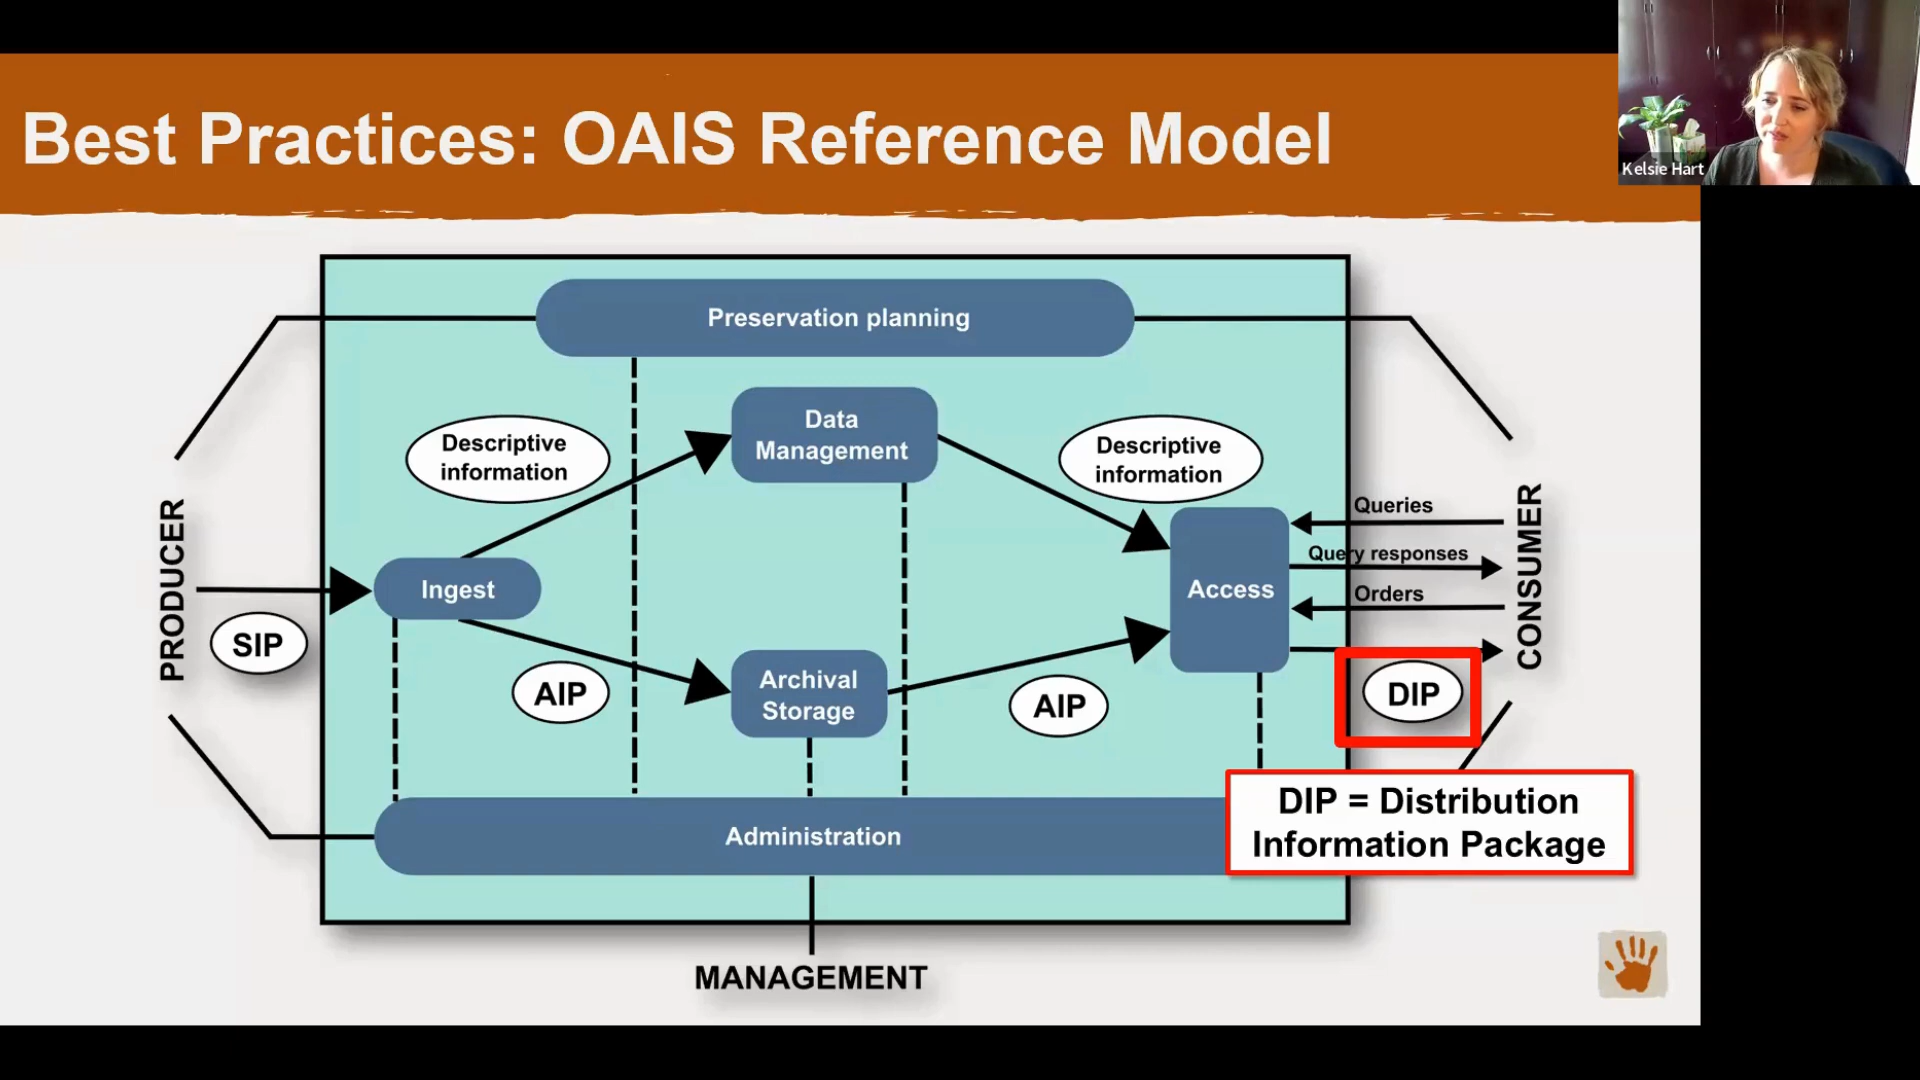 Best Practices: OAIS Reference Model
Kelsie Hart
Preservation planning
Data
Management
Descriptive
information
Descriptive
information
PRODUCER
SIP
Ingest
AIP
Archival
Storage
AIP
Access
Queries
Query responses
Orders
DIP
CONSUMER
DIP = Distribution
Information Package
Administration
MANAGEMENT